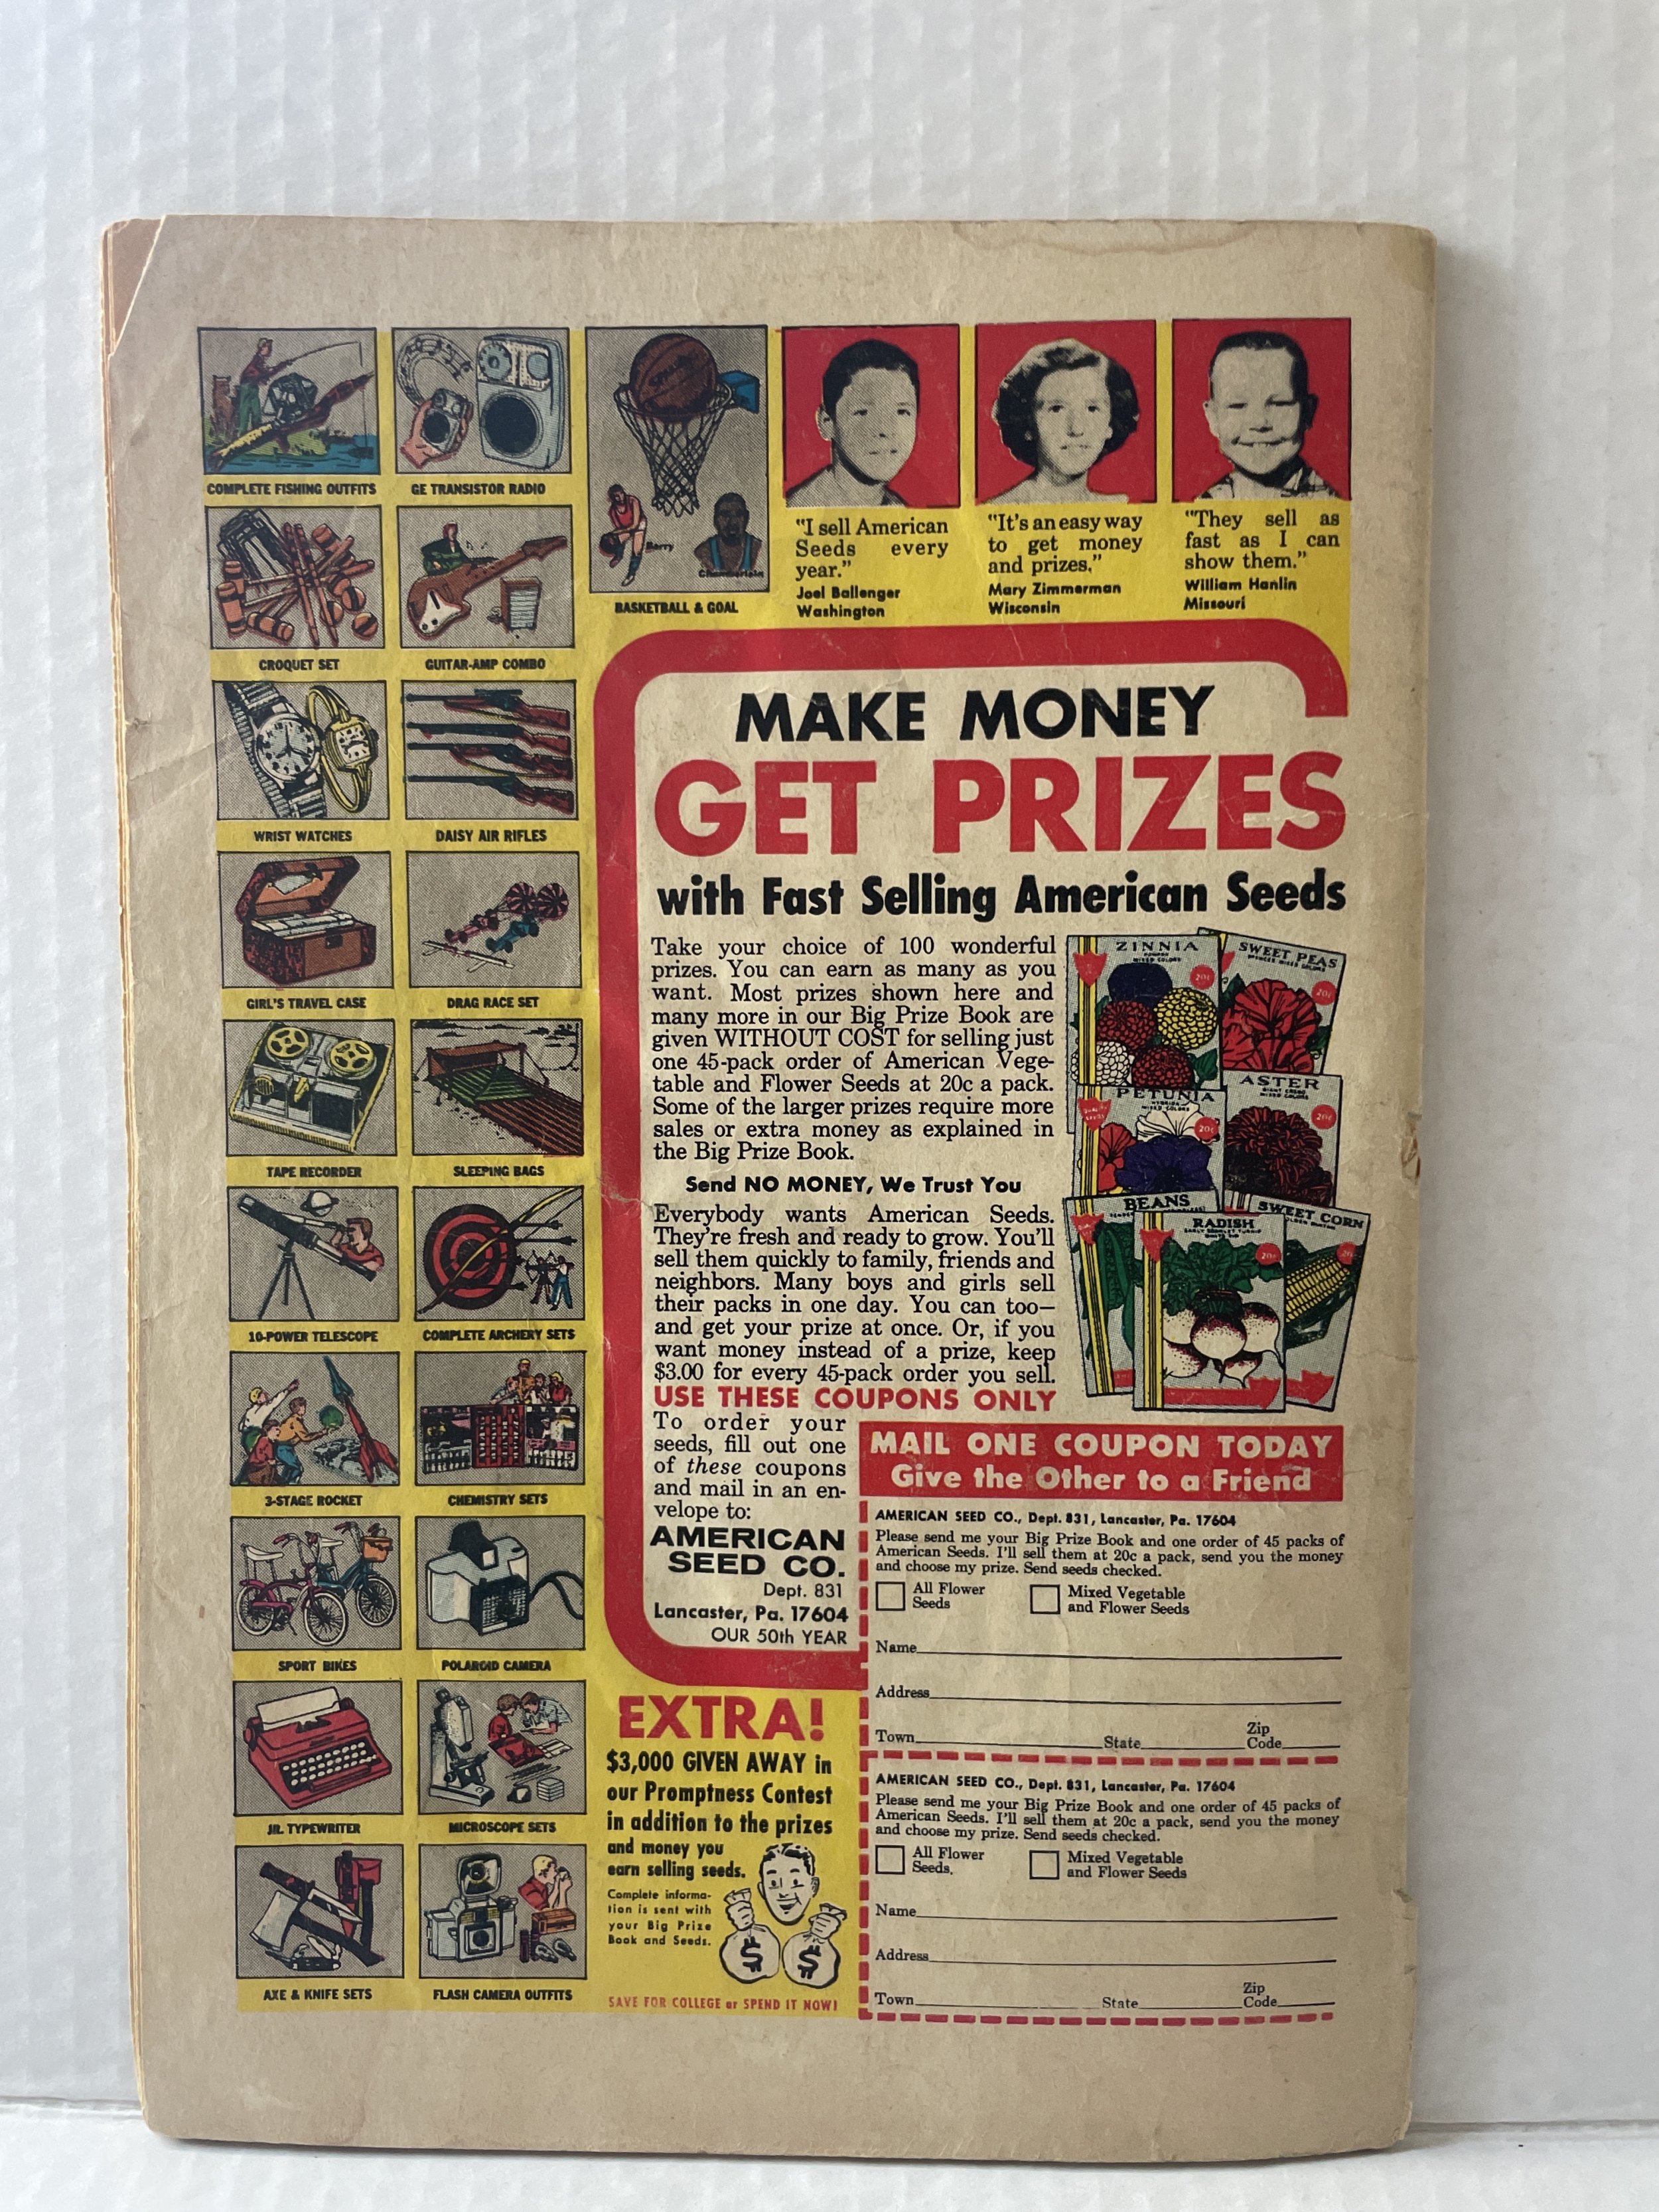 COMPLETE FISHING OUTFITS
GE TRANSISTOR RADIO
Barry
Chamberlain
BASKETBALL & GOAL
CROQUET SET
GUITAR-AMP COMBO
WRIST WATCHES
DAISY AIR RIFLES
GIRL'S TRAVEL CASE
DRAG RACE SET
TAPE RECORDER
SLEEPING BAGS
10-POWER TELESCOPE
COMPLETE ARCHERY SETS
3-STAGE ROCKET
CHEMISTRY SETS
SPORT BIKES
POLAROID CAMERA
JR. TYPEWRITER
MICROSCOPE SETS
AXE & KNIFE SETS
FLASH CAMERA OUTFITS
"I sell American
Seeds every
year."
Joel Ballenger
Washington
"It's an easy way
to get money
and prizes."
Mary Zimmerman
Wisconsin
"They sell as
fast as I can
show them."
William Hanlin
Missouri
MAKE MONEY
GET PRIZES
with Fast Selling American Seeds
Take your choice of 100 wonderful
prizes. You can earn as many as you
want. Most prizes shown here and
many more in our Big Prize Book are
given WITHOUT COST for selling just
one 45-pack order of American Vege-
table and Flower Seeds at 20c a pack.
Some of the larger prizes require more
sales or extra money as explained in
the Big Prize Book.
Send NO MONEY, We Trust You
Everybody wants American Seeds.
They're fresh and ready to grow. You'll
sell them quickly to family, friends and
neighbors. Many boys and girls sell
their packs in one day. You can too—
and get your prize at once. Or, if you
want money instead of a prize, keep
$3.00 for every 45-pack order you sell.
USE THESE COUPONS ONLY
To order your
seeds, fill out one
of these coupons
and mail in an en-
velope to:
AMERICAN
SEED CO.
Dept. 831
Lancaster, Pa. 17604
OUR 50th YEAR
ZINNIA
MIXED COLORS
20¢
SWEET PEAS
MIXED COLORS
20¢
PETUNIA
MIXED COLORS
20¢
ASTER
MIXED COLORS
20¢
BEANS
RADISH
20¢
SWEET CORN
MAIL ONE COUPON TODAY
Give the Other to a Friend
AMERICAN SEED CO., Dept. 831, Lancaster, Pa. 17604
Please send me your Big Prize Book and one order of 45 packs of
American Seeds. I'll sell them at 20c a pack, send you the money
and choose my prize. Send seeds checked.
All Flower
Seeds
Mixed Vegetable
and Flower Seeds
Name
Address
Town State Zip
Code
AMERICAN SEED CO., Dept. 831, Lancaster, Pa. 17604
Please send me your Big Prize Book and one order of 45 packs of
American Seeds. I'll sell them at 20c a pack, send you the money
and choose my prize. Send seeds checked.
All Flower
Seeds.
Mixed Vegetable
and Flower Seeds
Name
Address
Town State Zip
Code
EXTRA!
$3,000 GIVEN AWAY in
our Promptness Contest
in addition to the prizes
and money you
earn selling seeds.
Complete informa-
tion is sent with
your Big Prize
Book and Seeds.
$ $
SAVE FOR COLLEGE or SPEND IT NOW!